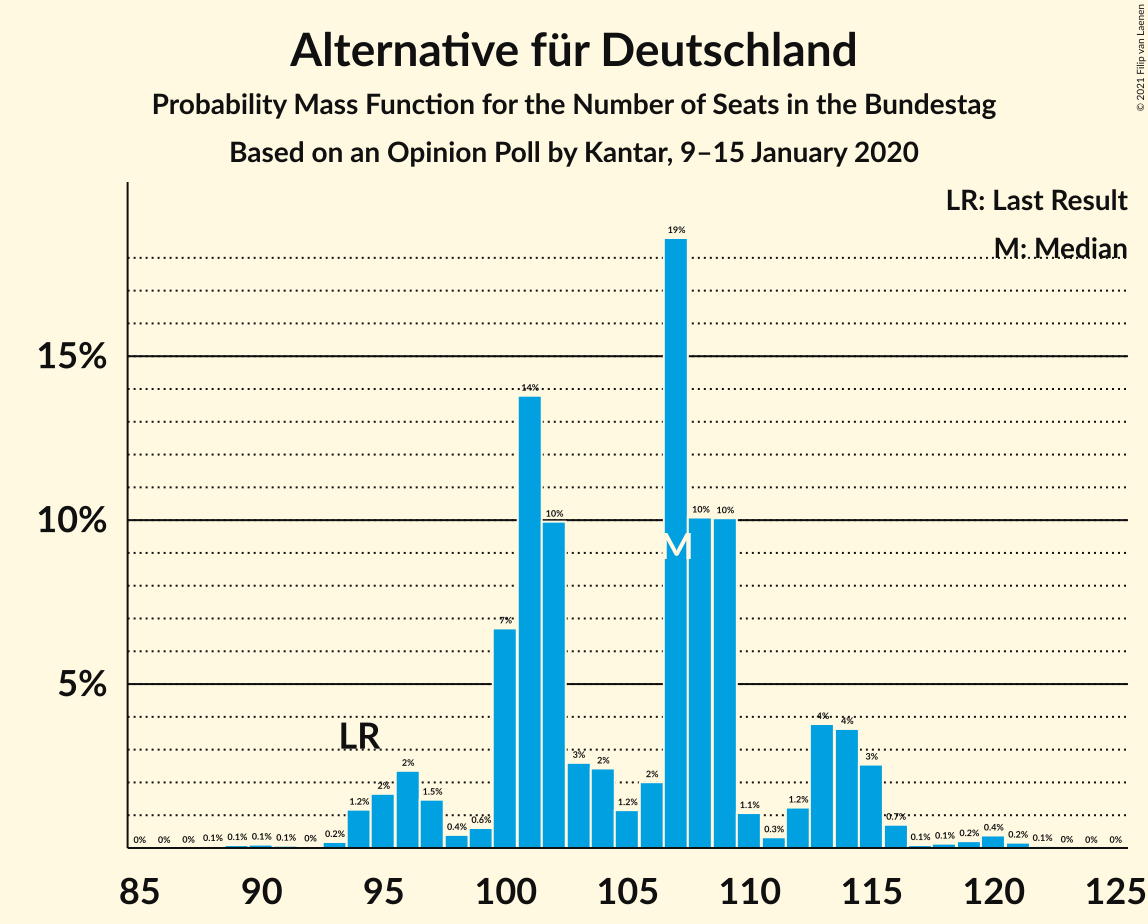 Alternative für Deutschland
Probability Mass Function for the Number of Seats in the Bundestag
Based on an Opinion Poll by Kantar, 9–15 January 2020
© 2021 Filip van Laenen
LR: Last Result
M: Median
15%
10%
5%
LR
M
0% 0% 0% 0.1% 0.1% 0.1% 0.1% 0% 0.2% 1.2% 2% 2% 1.5% 0.4% 0.6% 7% 14% 10% 3% 2% 1.2% 2% 19% 10% 10% 1.1% 0.3% 1.2% 4% 4% 3% 0.7% 0.1% 0.1% 0.2% 0.4% 0.2% 0.1% 0% 0% 0%
85 90 95 100 105 110 115 120 125